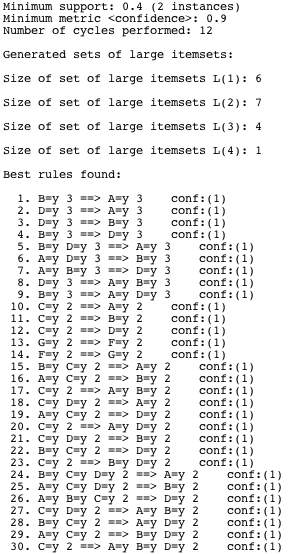 Minimum support: 0.4 (2 instances)
Minimum metric <confidence>: 0.9
Number of cycles performed: 12
Generated sets of large itemsets:
Size of set of large itemsets L(1): 6
Size of set of large itemsets L(2): 7
Size of set of large itemsets L(3): 4
Size of set of large itemsets L(4): 1
Best rules found:
1. B=y 3 ==> A=y 3 conf:(1)
2. D=y 3 ==> A=y 3 conf:(1)
3. D=y 3 ==> B=y 3 conf:(1)
4. B=y 3 ==> D=y 3 conf:(1)
5. B=y D=y 3 ==> A=y 3 conf:(1)
6. A=y D=y 3 ==> B=y 3 conf:(1)
7. A=y B=y 3 ==> D=y 3 conf:(1)
8. D=y 3 ==> A=y B=y 3 conf:(1)
9. B=y 3 ==> A=y D=y 3 conf:(1)
10. C=y 2 ==> A=y 2 conf:(1)
11. C=y 2 ==> B=y 2 conf:(1)
12. C=y 2 ==> D=y 2 conf:(1)
13. G=y 2 ==> F=y 2 conf:(1)
14. F=y 2 ==> G=y 2 conf:(1)
15. B=y C=y 2 ==> A=y 2 conf:(1)
16. A=y C=y 2 ==> B=y 2 conf:(1)
17. C=y 2 ==> A=y B=y 2 conf:(1)
18. C=y D=y 2 ==> A=y 2 conf:(1)
19. A=y C=y 2 ==> D=y 2 conf:(1)
20. C=y 2 ==> A=y D=y 2 conf:(1)
21. C=y D=y 2 ==> B=y 2 conf:(1)
22. B=y C=y 2 ==> D=y 2 conf:(1)
23. C=y 2 ==> B=y D=y 2 conf:(1)
24. B=y C=y D=y 2 ==> A=y 2 conf:(1)
25. A=y C=y D=y 2 ==> B=y 2 conf:(1)
26. A=y B=y C=y 2 ==> D=y 2 conf:(1)
27. C=y D=y 2 ==> A=y B=y 2 conf:(1)
28. B=y C=y 2 ==> A=y D=y 2 conf:(1)
29. A=y C=y 2 ==> B=y D=y 2 conf:(1)
30. C=y 2 ==> A=y B=y D=y 2 conf:(1)